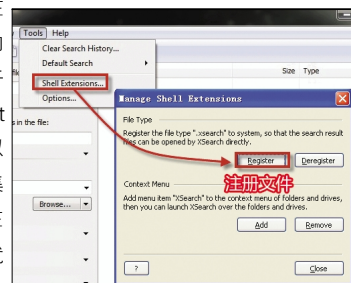 Tools Help
Clear Search History...
Default Search
Shell Extensions...
Options...
Size Type
s in the file:
Browse...
Manage Shell Extensions
File Type
Register the file type ".xsearch" to system, so that the search result
files can be opened by XSearch directly.
Register Deregister
注册文件
Context Menu
Add menu item "XSearch" to the context menu of folders and drives,
then you can launch XSearch over the folders and drives.
Add Remove
? Close